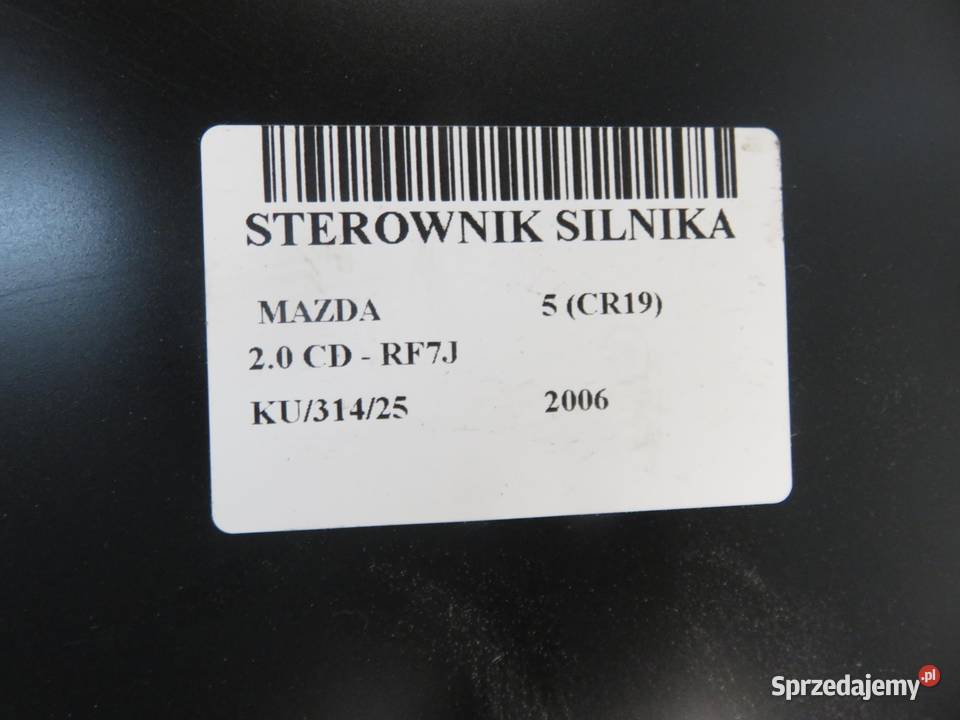 STEROWNIK SILNIKA
MAZDA 5 (CR19)
2.0 CD - RF7J
KU/314/25 2006
Sprzedajemy.pl